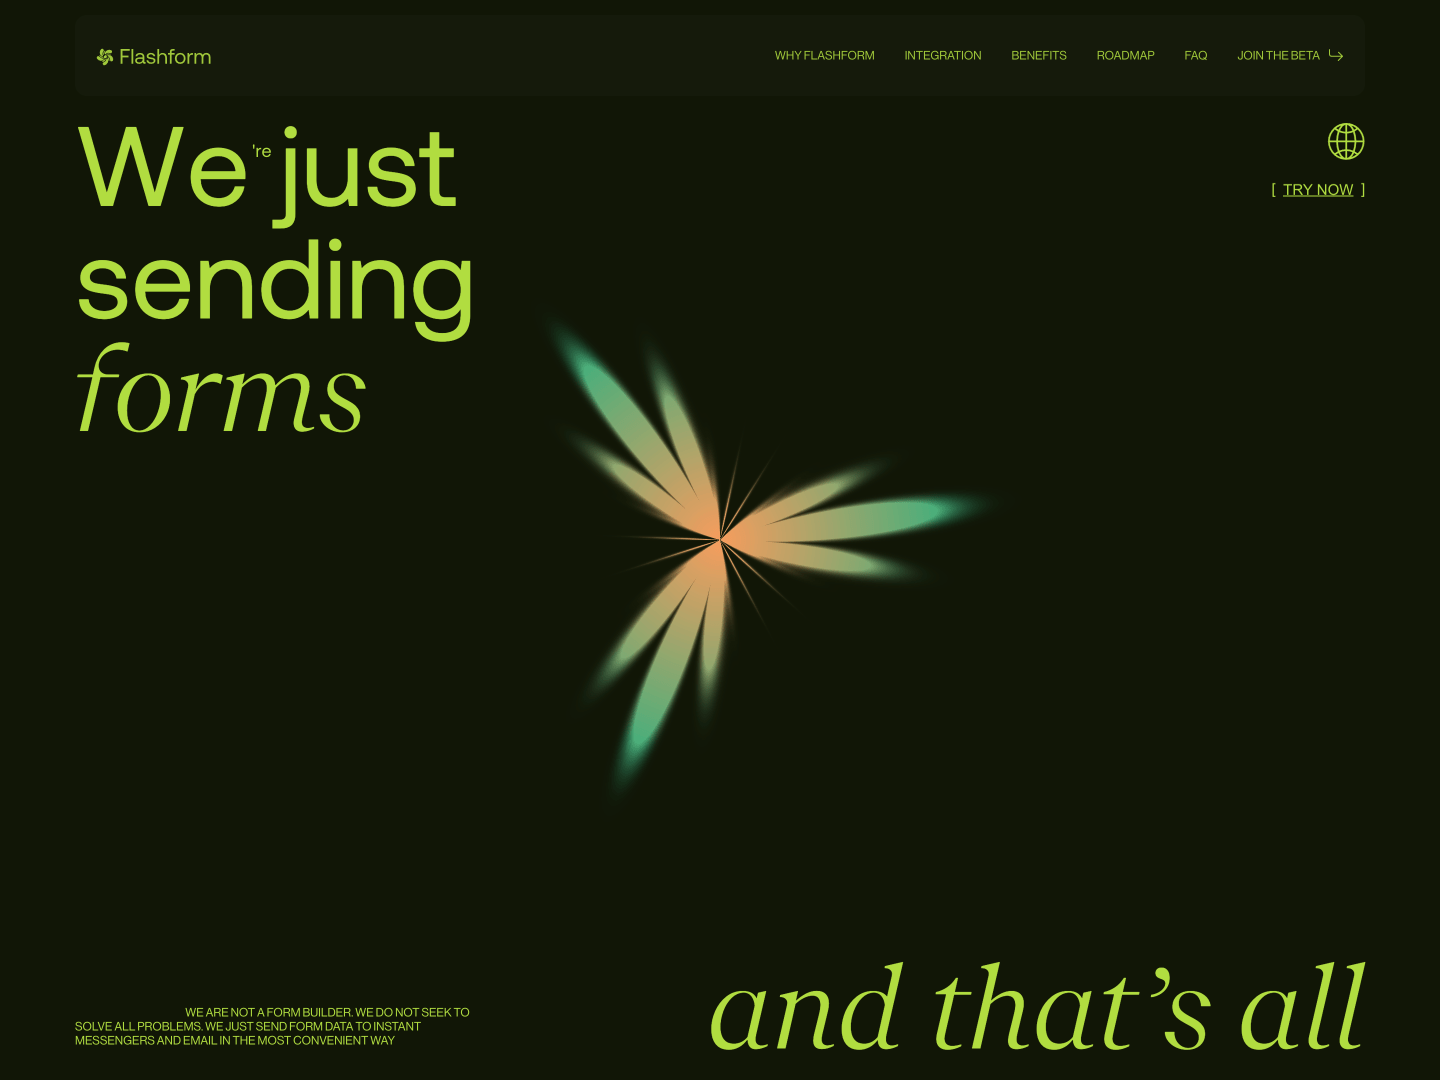 Flashform
WHY FLASHFORM
INTEGRATION
BENEFITS
ROADMAP
FAQ
JOIN THE BETA
We're just
sending
forms
[ TRY NOW ]
WE ARE NOT A FORM BUILDER. WE DO NOT SEEK TO
SOLVE ALL PROBLEMS. WE JUST SEND FORM DATA TO INSTANT
MESSENGERS AND EMAIL IN THE MOST CONVENIENT WAY
and that’s all